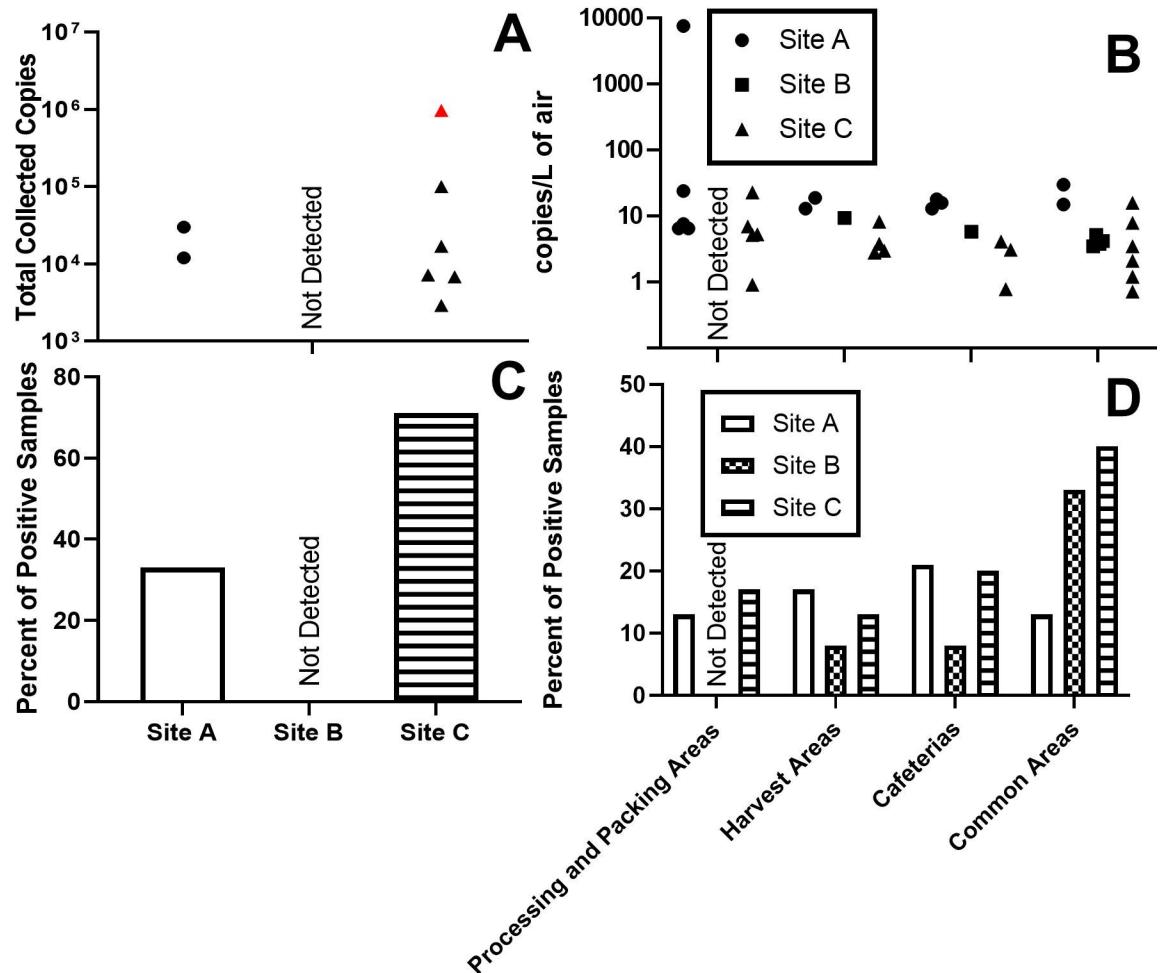 A
Total Collected Copies
10⁷
10⁶
10⁵
10⁴
10³
Not Detected
B
copies/L of air
10000
1000
100
10
1
Site A
Site B
Site C
Not Detected
C
Percent of Positive Samples
80
60
40
20
0
Not Detected
Site A Site B Site C
D
Percent of Positive Samples
50
40
30
20
10
0
Site A
Site B
Site C
Not Detected
Processing and Packing Areas
Harvest Areas
Cafeterias
Common Areas